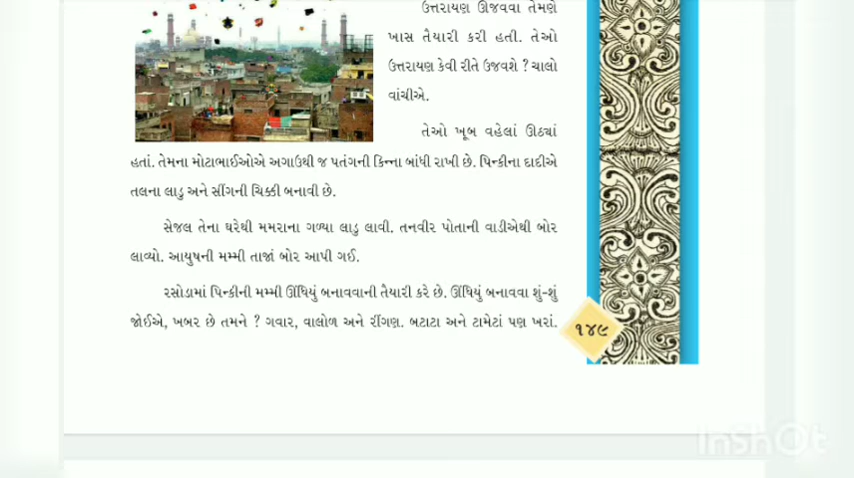 ઉત્તરાયણ ઊજવવા તેમણે
ખાસ તૈયારી કરી હતી. તેઓ
ઉત્તરાયણ કેવી રીતે ઉજવશે ? ચાલો
વાંચીએ.
તેઓ ખૂબ વહેલાં ઊઠ્યાં
હતાં. તેમના મોટાભાઈઓએ અગાઉથી જ પતંગની કિન્ના બાંધી રાખી છે. પિન્કીના દાદીએ
તલના લાડુ અને સીંગની ચિક્કી બનાવી છે.
સેજલ તેના ઘરેથી મમરાના ગળ્યા લાડુ લાવી. તનવીર પોતાની વાડીએથી બોર
લાવ્યો. આયુષની મમ્મી તાજાં બોર આપી ગઈ.
રસોડામાં પિન્કીની મમ્મી ઊંધિયું બનાવવાની તૈયારી કરે છે. ઊંધિયું બનાવવા શું-શું
જોઈએ, ખબર છે તમને ? ગવાર, વાલોળ અને રીંગણ. બટાટા અને ટામેટાં પણ ખરાં.
૧૪૯
InShOt